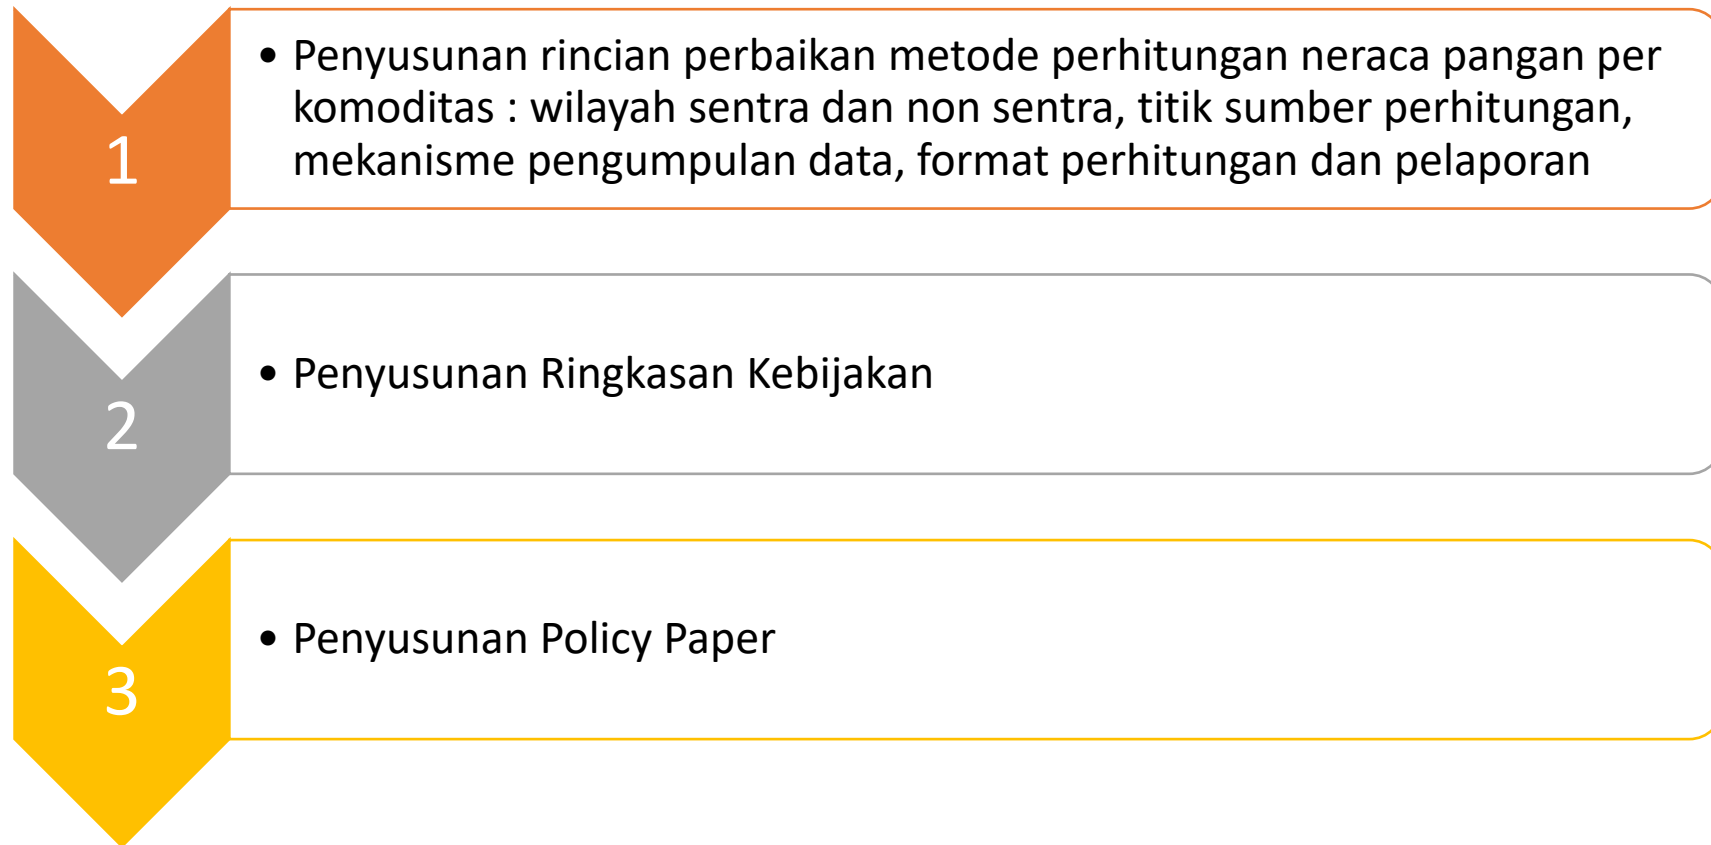 1
• Penyusunan rincian perbaikan metode perhitungan neraca pangan per
komoditas : wilayah sentra dan non sentra, titik sumber perhitungan,
mekanisme pengumpulan data, format perhitungan dan pelaporan
2
• Penyusunan Ringkasan Kebijakan
3
• Penyusunan Policy Paper